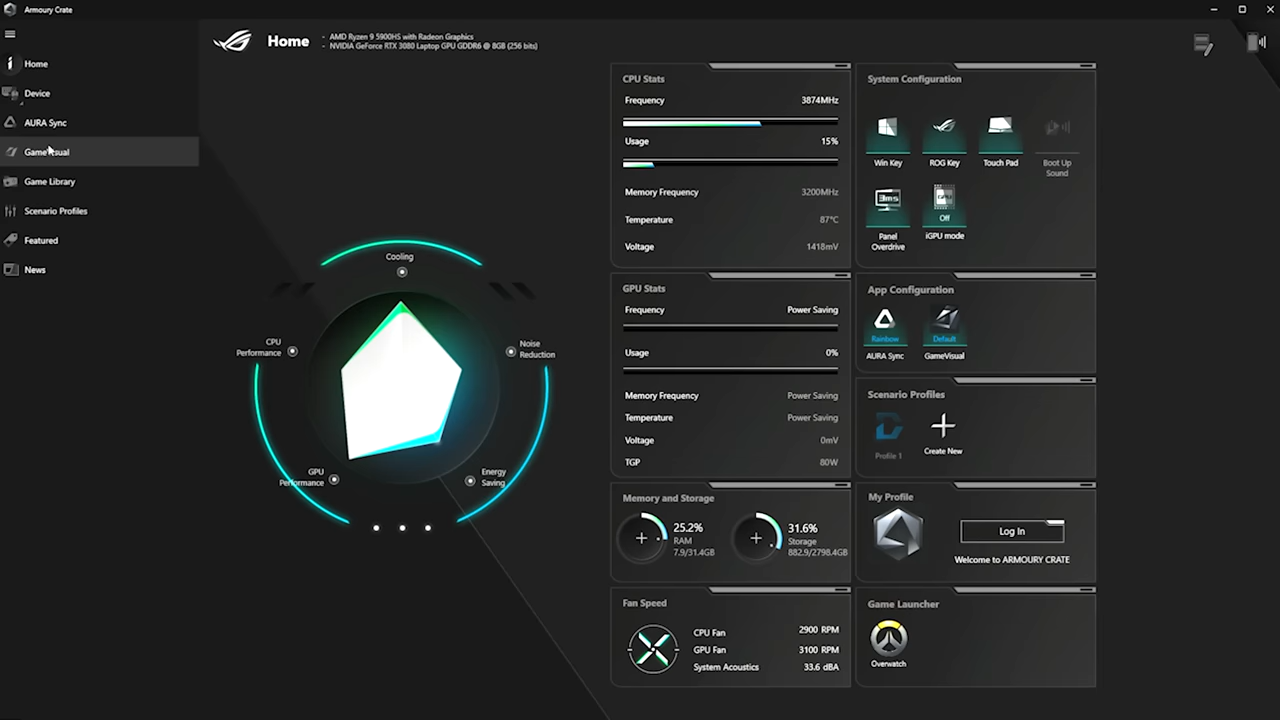 Armoury Crate
Home
Device
AURA Sync
GameVisual
Game Library
Scenario Profiles
Featured
News
Home
- AMD Ryzen 9 5900HS with Radeon Graphics
- NVIDIA GeForce RTX 3080 Laptop GPU GDDR6 @ 8GB (256 bits)
Cooling
CPU
Performance
Noise
Reduction
GPU
Performance
Energy
Saving
CPU Stats
Frequency 3874MHz
Usage 15%
Memory Frequency 3200MHz
Temperature 87°C
Voltage 1418mV
GPU Stats
Frequency Power Saving
Usage 0%
Memory Frequency Power Saving
Temperature Power Saving
Voltage 0mV
TGP 80W
Memory and Storage
25.2%
RAM
7.9/31.4GB
31.6%
Storage
882.9/2798.4GB
Fan Speed
CPU Fan 2900 RPM
GPU Fan 3100 RPM
System Acoustics 33.6 dBA
System Configuration
Win Key
ROG Key
Touch Pad
Boot Up
Sound
3ms
Panel
Overdrive
GPU
Off
iGPU mode
App Configuration
Rainbow
AURA Sync
Default
GameVisual
Scenario Profiles
Profile 1
Create New
My Profile
Log In
Welcome to ARMOURY CRATE
Game Launcher
Overwatch